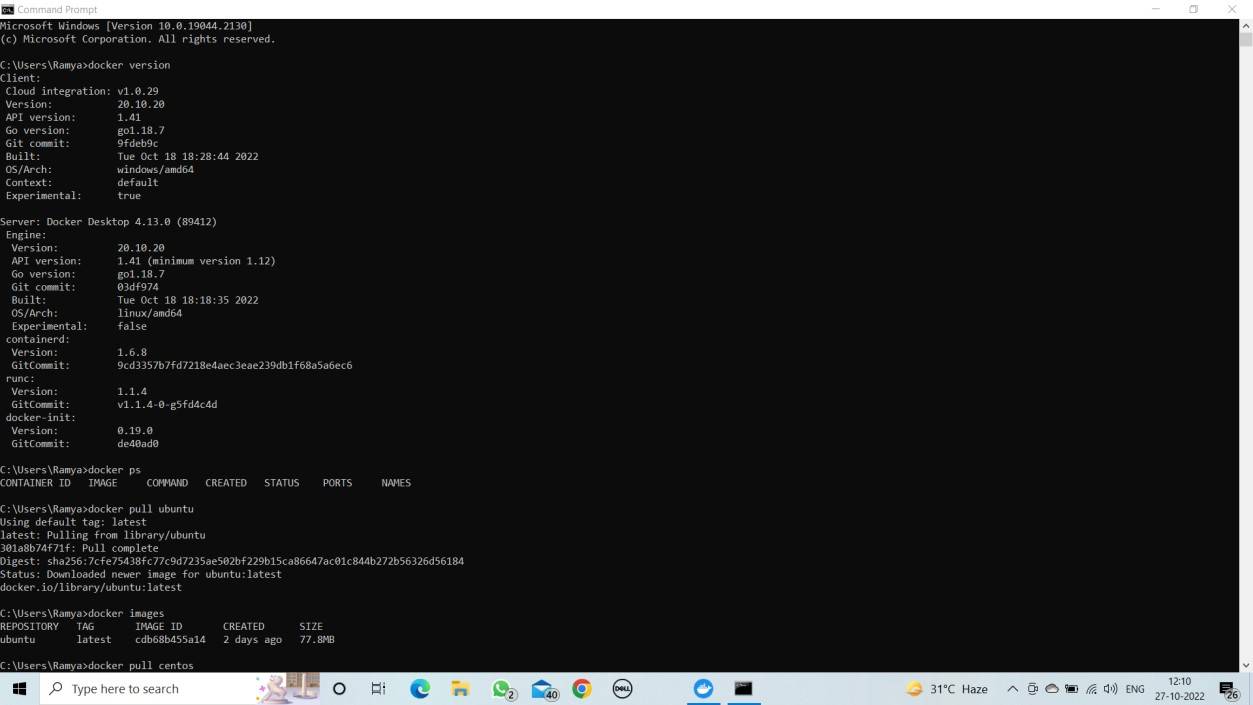 Command Prompt
Microsoft Windows [Version 10.0.19044.2130]
(c) Microsoft Corporation. All rights reserved.
C:\Users\Ramya>docker version
Client:
Cloud integration: v1.0.29
Version: 20.10.20
API version: 1.41
Go version: go1.18.7
Git commit: 9fdeb9c
Built: Tue Oct 18 18:28:44 2022
OS/Arch: windows/amd64
Context: default
Experimental: true
Server: Docker Desktop 4.13.0 (89412)
Engine:
Version: 20.10.20
API version: 1.41 (minimum version 1.12)
Go version: go1.18.7
Git commit: 03df974
Built: Tue Oct 18 18:18:35 2022
OS/Arch: linux/amd64
Experimental: false
containerd:
Version: 1.6.8
GitCommit: 9cd3357b7fd7218e4aec3eae239db1f68a5a6ec6
runc:
Version: 1.1.4
GitCommit: v1.1.4-0-g5fd4c4d
docker-init:
Version: 0.19.0
GitCommit: de40ad0
C:\Users\Ramya>docker ps
CONTAINER ID IMAGE COMMAND CREATED STATUS PORTS NAMES
C:\Users\Ramya>docker pull ubuntu
Using default tag: latest
latest: Pulling from library/ubuntu
301a8b74f71f: Pull complete
Digest: sha256:7cfe75438fc77c9d7235ae502bf229b15ca86647ac01c844b272b56326d56184
Status: Downloaded newer image for ubuntu:latest
docker.io/library/ubuntu:latest
C:\Users\Ramya>docker images
REPOSITORY TAG IMAGE ID CREATED SIZE
ubuntu latest cdb68b455a14 2 days ago 77.8MB
C:\Users\Ramya>docker pull centos
Type here to search
2
40
DELL
31°C Haze
ENG
12:10
27-10-2022
26